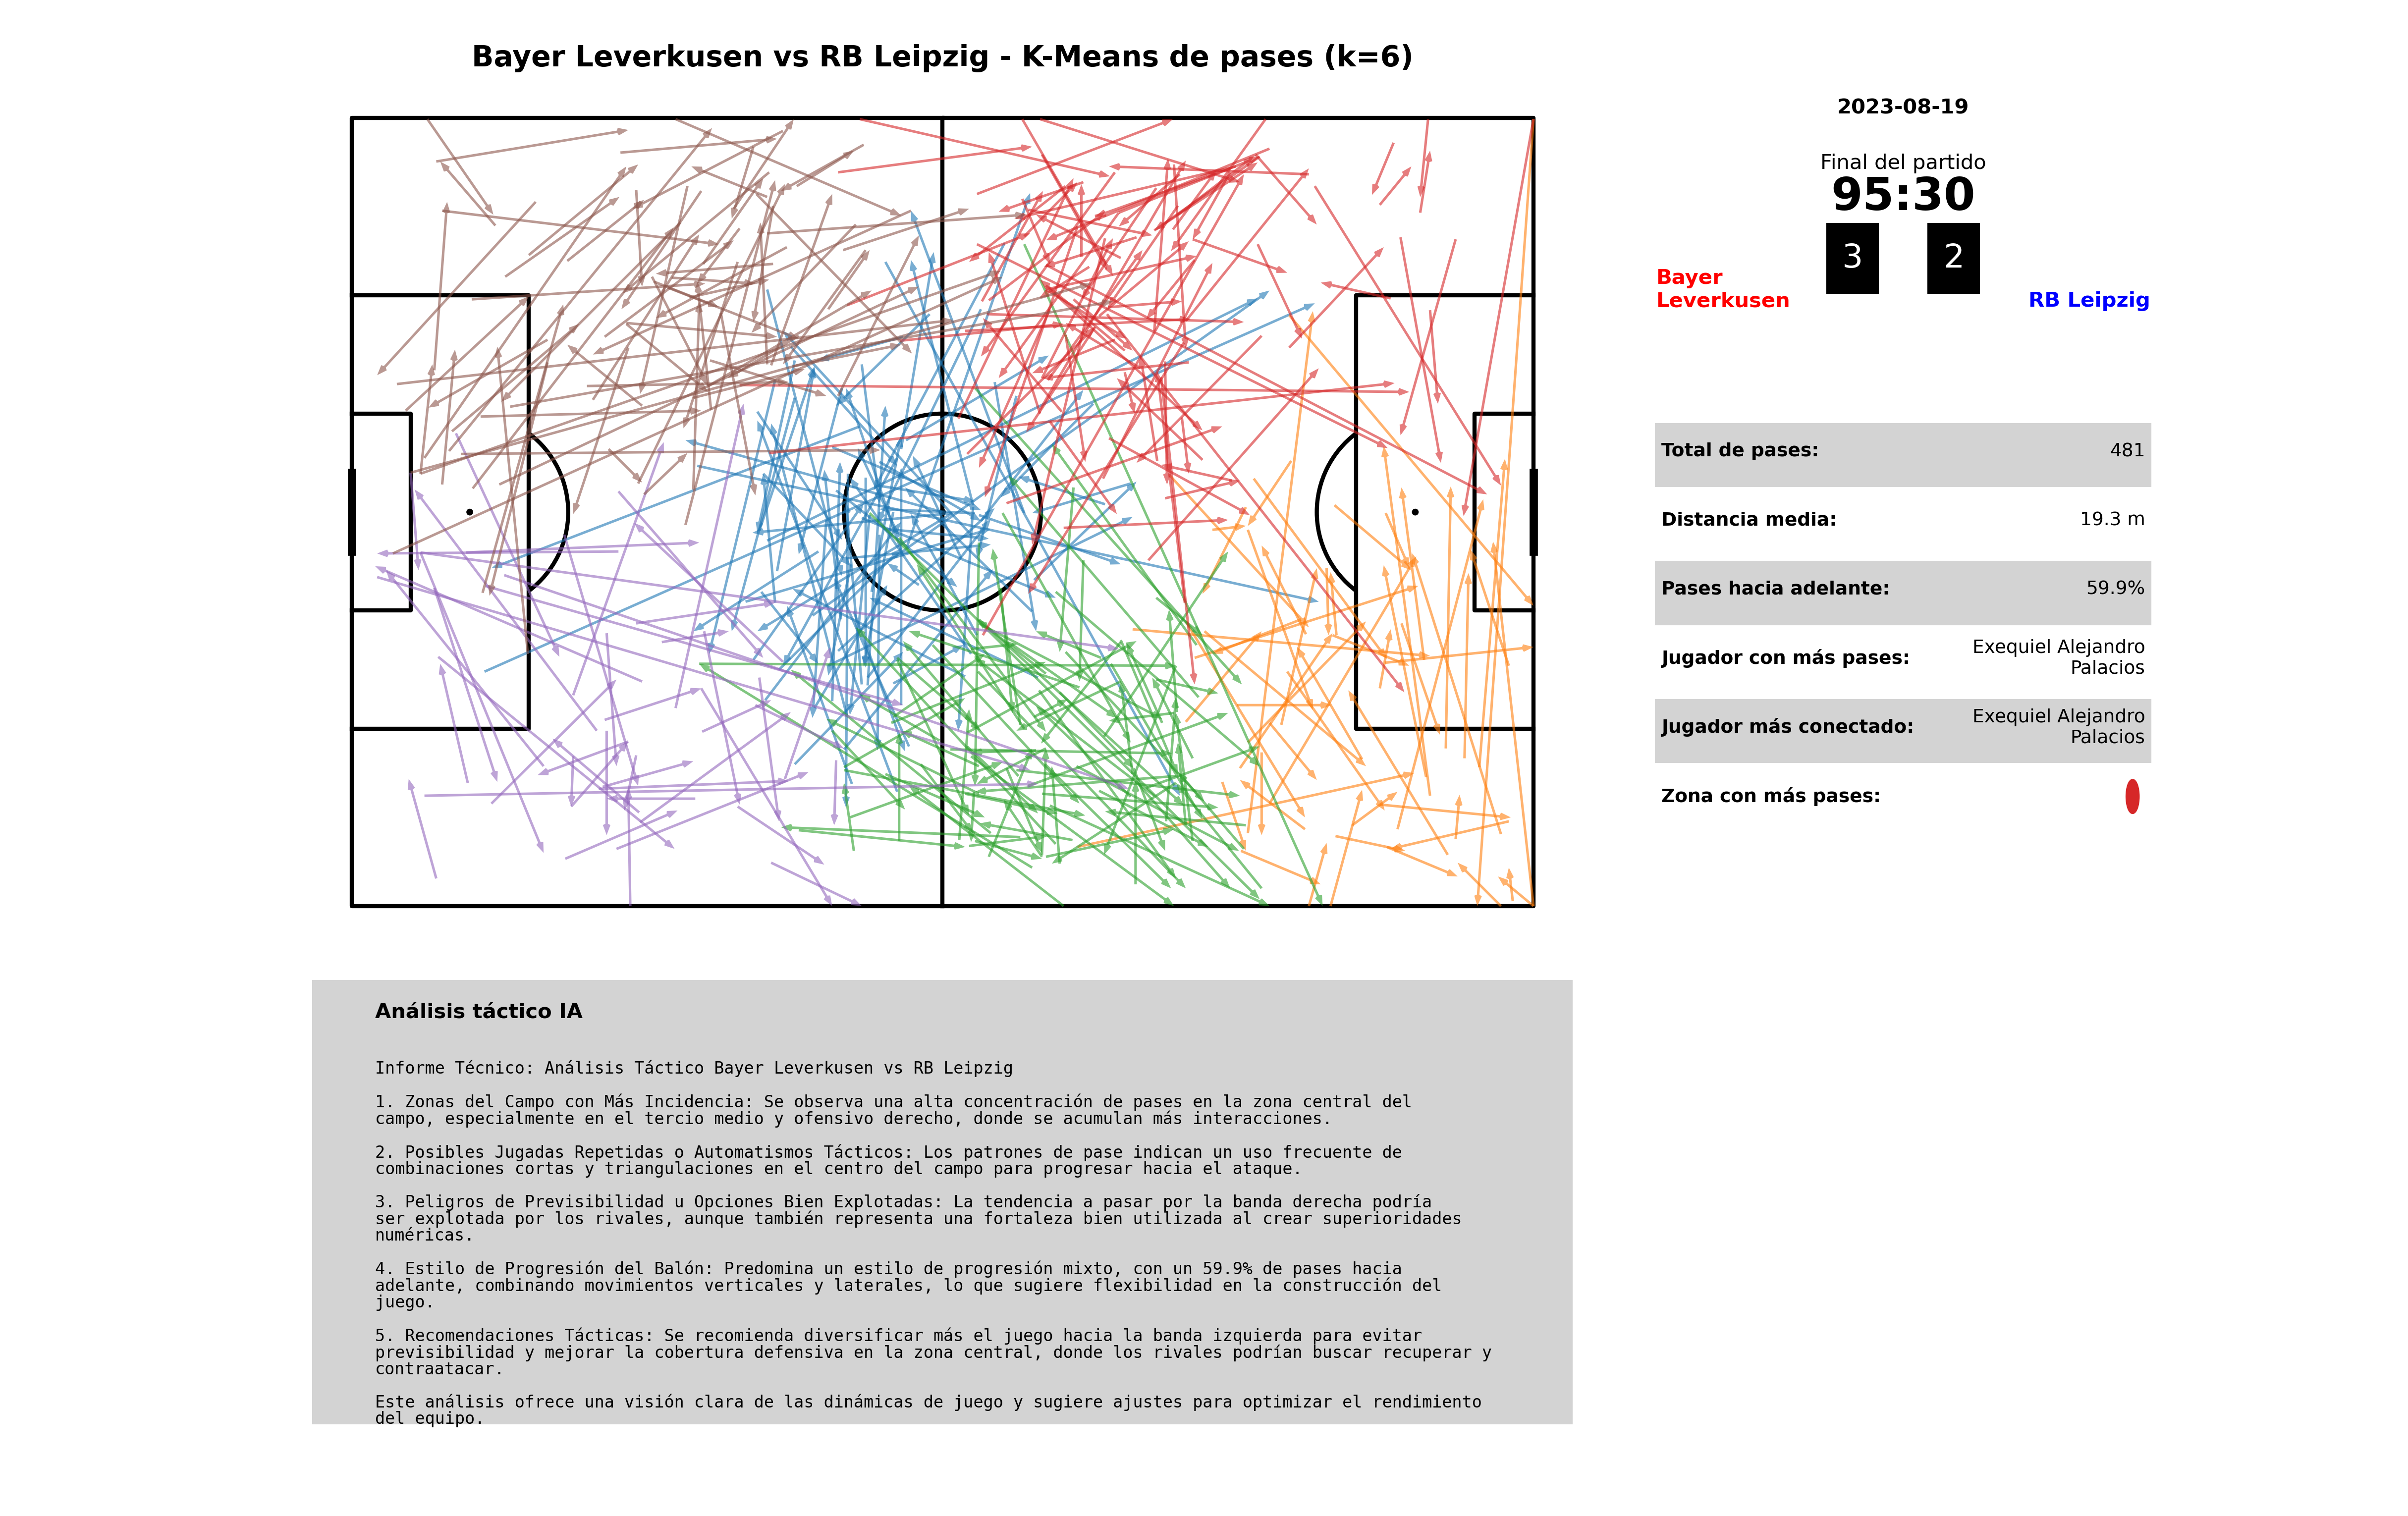 Bayer Leverkusen vs RB Leipzig - K-Means de pases (k=6)
2023-08-19
Final del partido
95:30
3 2
Bayer
Leverkusen
RB Leipzig
Total de pases: 481
Distancia media: 19.3 m
Pases hacia adelante: 59.9%
Jugador con más pases: Exequiel Alejandro
Palacios
Jugador más conectado: Exequiel Alejandro
Palacios
Zona con más pases:
Análisis táctico IA
Informe Técnico: Análisis Táctico Bayer Leverkusen vs RB Leipzig
1. Zonas del Campo con Más Incidencia: Se observa una alta concentración de pases en la zona central del
campo, especialmente en el tercio medio y ofensivo derecho, donde se acumulan más interacciones.
2. Posibles Jugadas Repetidas o Automatismos Tácticos: Los patrones de pase indican un uso frecuente de
combinaciones cortas y triangulaciones en el centro del campo para progresar hacia el ataque.
3. Peligros de Previsibilidad u Opciones Bien Explotadas: La tendencia a pasar por la banda derecha podría
ser explotada por los rivales, aunque también representa una fortaleza bien utilizada al crear superioridades
numéricas.
4. Estilo de Progresión del Balón: Predomina un estilo de progresión mixto, con un 59.9% de pases hacia
adelante, combinando movimientos verticales y laterales, lo que sugiere flexibilidad en la construcción del
juego.
5. Recomendaciones Tácticas: Se recomienda diversificar más el juego hacia la banda izquierda para evitar
previsibilidad y mejorar la cobertura defensiva en la zona central, donde los rivales podrían buscar recuperar y
contraatacar.
Este análisis ofrece una visión clara de las dinámicas de juego y sugiere ajustes para optimizar el rendimiento
del equipo.